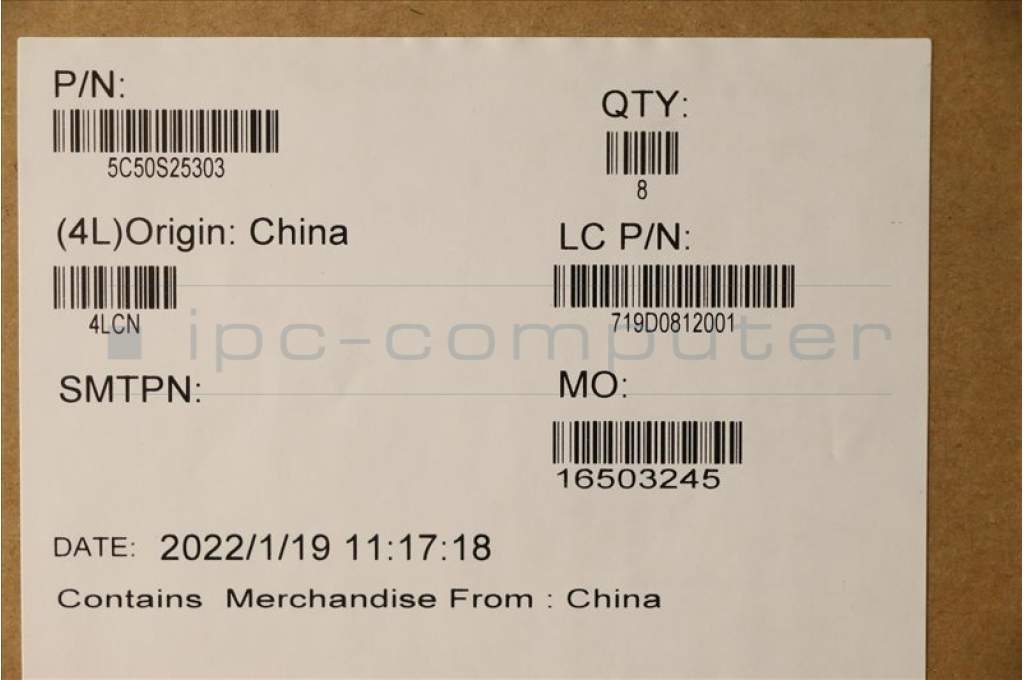 P/N:
5C50S25303
QTY:
8
(4L)Origin: China
4LCN
LC P/N:
719D0812001
ipc-computer
SMTPN:
MO:
16503245
DATE: 2022/1/19 11:17:18
Contains Merchandise From : China